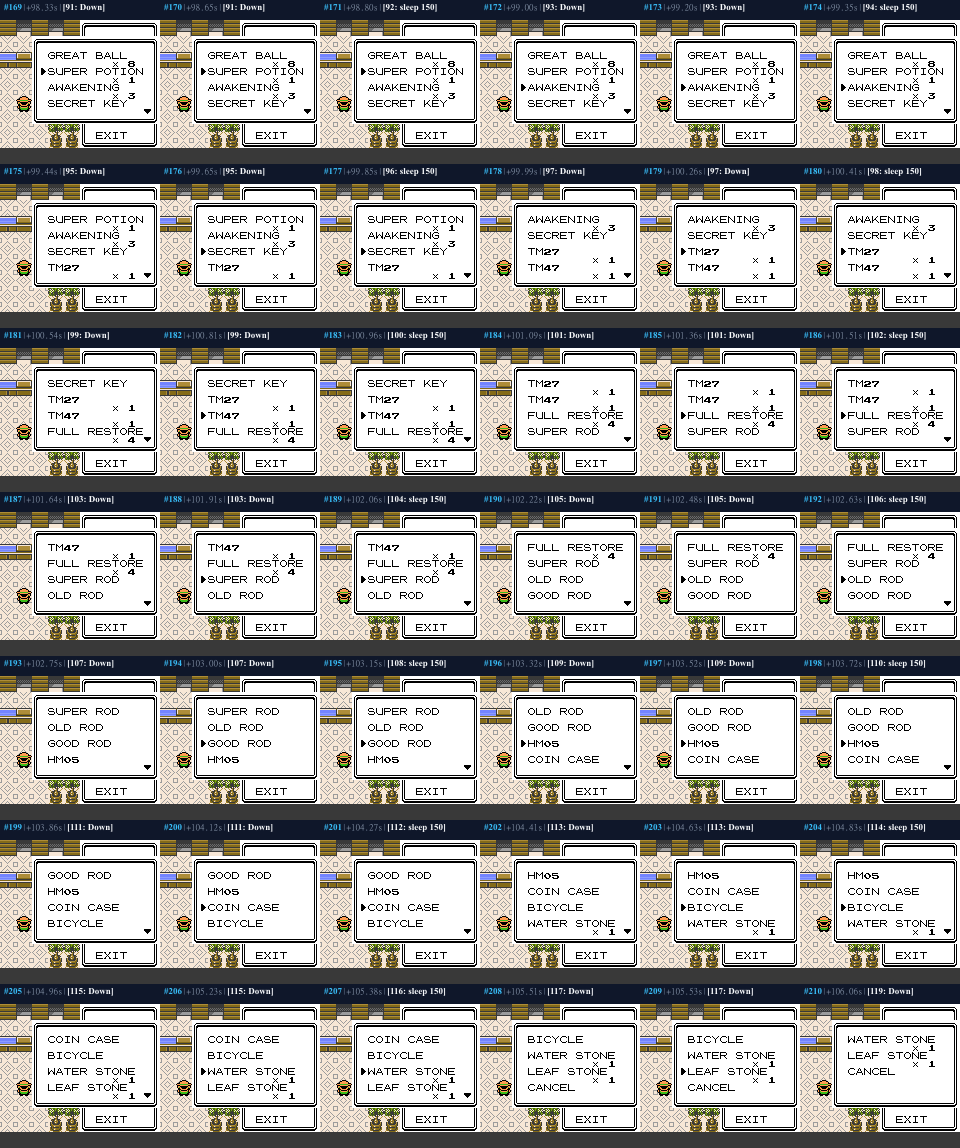 #169|+98.33s| [91: Down]
#170|+98.65s| [91: Down]
#171|+98.80s| [92: sleep 150]
#172|+99.00s| [93: Down]
#173|+99.20s| [93: Down]
#174|+99.35s| [94: sleep 150]
GREAT BALL
× 8
▶SUPER POTION
× 1
AWAKENING
× 3
SECRET KEY
▼
EXIT
GREAT BALL
× 8
▶SUPER POTION
× 1
AWAKENING
× 3
SECRET KEY
▼
EXIT
GREAT BALL
× 8
▶SUPER POTION
× 1
AWAKENING
× 3
SECRET KEY
▼
EXIT
GREAT BALL
× 8
SUPER POTION
× 1
▶AWAKENING
× 3
SECRET KEY
EXIT
GREAT BALL
× 8
SUPER POTION
× 1
▶AWAKENING
× 3
SECRET KEY
▼
EXIT
GREAT BALL
× 8
SUPER POTION
× 1
▶AWAKENING
× 3
SECRET KEY
▼
EXIT
#175|+99.44s| [95: Down]
#176|+99.65s| [95: Down]
#177|+99.85s| [96: sleep 150]
#178|+99.99s| [97: Down]
#179|+100.26s| [97: Down]
#180|+100.41s| [98: sleep 150]
SUPER POTION
× 1
AWAKENING
× 3
SECRET KEY
TM27
× 1 ▼
EXIT
SUPER POTION
× 1
AWAKENING
× 3
▶SECRET KEY
TM27
× 1 ▼
EXIT
SUPER POTION
× 1
AWAKENING
× 3
▶SECRET KEY
TM27
× 1 ▼
EXIT
AWAKENING
× 3
SECRET KEY
TM27
× 1
TM47
× 1 ▼
EXIT
AWAKENING
× 3
SECRET KEY
▶TM27
× 1
TM47
× 1 ▼
EXIT
AWAKENING
× 3
SECRET KEY
▶TM27
× 1
TM47
× 1 ▼
EXIT
#181|+100.54s| [99: Down]
#182|+100.81s| [99: Down]
#183|+100.96s| [100: sleep 150]
#184|+101.09s| [101: Down]
#185|+101.36s| [101: Down]
#186|+101.51s| [102: sleep 150]
SECRET KEY
TM27
× 1
TM47
× 1
FULL RESTORE
× 4 ▼
EXIT
SECRET KEY
TM27
× 1
▶TM47
× 1
FULL RESTORE
× 4 ▼
EXIT
SECRET KEY
TM27
× 1
▶TM47
× 1
FULL RESTORE
× 4 ▼
EXIT
TM27
× 1
TM47
× 1
FULL RESTORE
× 4
SUPER ROD
▼
EXIT
TM27
× 1
TM47
× 1
▶FULL RESTORE
× 4
SUPER ROD
▼
EXIT
TM27
× 1
TM47
× 1
▶FULL RESTORE
× 4
SUPER ROD
▼
EXIT
#187|+101.64s| [103: Down]
#188|+101.91s| [103: Down]
#189|+102.06s| [104: sleep 150]
#190|+102.22s| [105: Down]
#191|+102.48s| [105: Down]
#192|+102.63s| [106: sleep 150]
TM47
× 1
FULL RESTORE
× 4
SUPER ROD
OLD ROD
▼
EXIT
TM47
× 1
FULL RESTORE
× 4
▶SUPER ROD
OLD ROD
EXIT
TM47
× 1
FULL RESTORE
× 4
▶SUPER ROD
OLD ROD
▼
EXIT
FULL RESTORE
× 4
SUPER ROD
OLD ROD
GOOD ROD
▼
EXIT
FULL RESTORE
× 4
SUPER ROD
▶OLD ROD
GOOD ROD
EXIT
FULL RESTORE
× 4
SUPER ROD
▶OLD ROD
GOOD ROD
▼
EXIT
#193|+102.75s| [107: Down]
#194|+103.00s| [107: Down]
#195|+103.15s| [108: sleep 150]
#196|+103.32s| [109: Down]
#197|+103.52s| [109: Down]
#198|+103.72s| [110: sleep 150]
SUPER ROD
OLD ROD
GOOD ROD
HM05
▼
EXIT
SUPER ROD
OLD ROD
▶GOOD ROD
HM05
EXIT
SUPER ROD
OLD ROD
▶GOOD ROD
HM05
▼
EXIT
OLD ROD
GOOD ROD
▶HM05
COIN CASE
▼
EXIT
OLD ROD
GOOD ROD
▶HM05
COIN CASE
EXIT
OLD ROD
GOOD ROD
▶HM05
COIN CASE
▼
EXIT
#199|+103.86s| [111: Down]
#200|+104.12s| [111: Down]
#201|+104.27s| [112: sleep 150]
#202|+104.41s| [113: Down]
#203|+104.63s| [113: Down]
#204|+104.83s| [114: sleep 150]
GOOD ROD
HM05
COIN CASE
BICYCLE
▼
EXIT
GOOD ROD
HM05
▶COIN CASE
BICYCLE
EXIT
GOOD ROD
HM05
▶COIN CASE
BICYCLE
▼
EXIT
HM05
COIN CASE
BICYCLE
WATER STONE
× 1 ▼
EXIT
HM05
COIN CASE
▶BICYCLE
WATER STONE
× 1
EXIT
HM05
COIN CASE
▶BICYCLE
WATER STONE
× 1 ▼
EXIT
#205|+104.96s| [115: Down]
#206|+105.23s| [115: Down]
#207|+105.38s| [116: sleep 150]
#208|+105.51s| [117: Down]
#209|+105.53s| [117: Down]
#210|+106.06s| [119: Down]
COIN CASE
BICYCLE
WATER STONE
× 1
LEAF STONE
× 1 ▼
EXIT
COIN CASE
BICYCLE
▶WATER STONE
× 1
LEAF STONE
× 1
EXIT
COIN CASE
BICYCLE
▶WATER STONE
× 1
LEAF STONE
× 1 ▼
EXIT
BICYCLE
WATER STONE
× 1
LEAF STONE
× 1
CANCEL
EXIT
BICYCLE
WATER STONE
× 1
▶LEAF STONE
× 1
CANCEL
EXIT
WATER STONE
× 1
LEAF STONE
× 1
CANCEL
EXIT